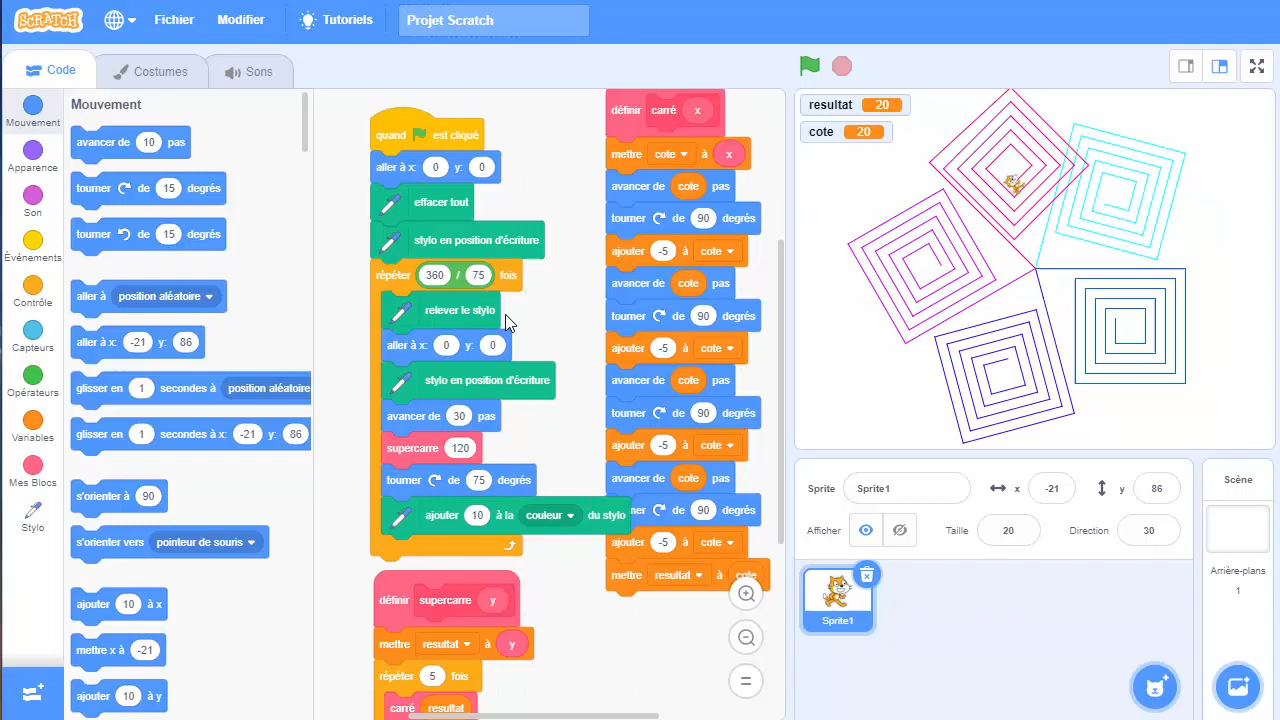 SCRATCH
Fichier
Modifier
Tutoriels
Projet Scratch
Code
Costumes
Sons
Mouvement
Apparence
Son
Événements
Contrôle
Capteurs
Opérateurs
Variables
Mes Blocs
Stylo
Mouvement
avancer de 10 pas
tourner de 15 degrés
tourner de 15 degrés
aller à position aléatoire
aller à x: -21 y: 86
glisser en 1 secondes à position aléatoire
glisser en 1 secondes à x: -21 y: 86
s'orienter à 90
s'orienter vers pointeur de souris
ajouter 10 à x
mettre x à -21
ajouter 10 à y
quand est cliqué
aller à x: 0 y: 0
effacer tout
stylo en position d'écriture
répéter 360 / 75 fois
relever le stylo
aller à x: 0 y: 0
stylo en position d'écriture
avancer de 30 pas
supercarre 120
tourner de 75 degrés
ajouter 10 à la couleur du stylo
définir supercarre y
mettre resultat à y
répéter 5 fois
carré resultat
définir carré x
mettre cote à x
avancer de cote pas
tourner de 90 degrés
ajouter -5 à cote
avancer de cote pas
tourner de 90 degrés
ajouter -5 à cote
avancer de cote pas
tourner de 90 degrés
ajouter -5 à cote
avancer de cote pas
de 90 degrés
ajouter -5 à cote
mettre resultat à cote
resultat 20
cote 20
Sprite Sprite1 x -21 y 86
Afficher Taille 20 Direction 30
Sprite1
Scène
Arrière-plans
1